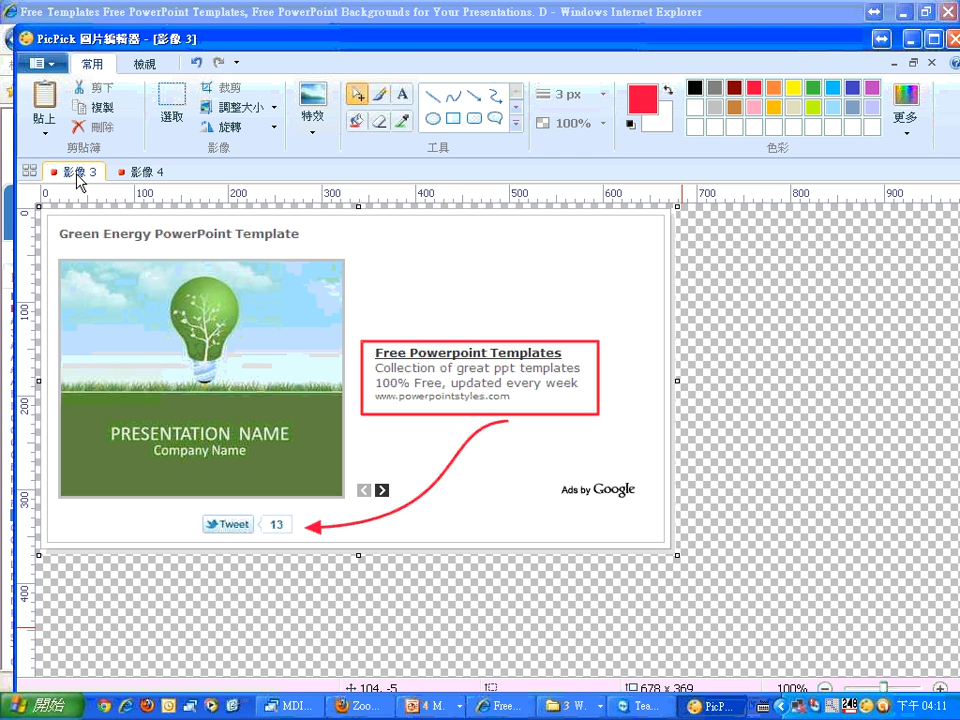 Free Templates Free PowerPoint Templates, Free PowerPoint Backgrounds for Your Presentations. D - Windows Internet Explorer
PicPick 圖片編輯器 - [影像 3]
常用 檢視
貼上
剪下
複製
刪除
剪貼簿
選取
裁剪
調整大小
旋轉
影像
特效
A
工具
3 px
100%
更多
色彩
影像 3 影像 4
0 100 200 300 400 500 600 700 800 900
0
100
200
300
400
Green Energy PowerPoint Template
PRESENTATION NAME
Company Name
Free Powerpoint Templates
Collection of great ppt templates
100% Free, updated every week
www.powerpointstyles.com
Ads by Google
Tweet 13
104, -5 678 x 369 100%
開始 MDI... Zoo... 4 M. Free... 3 W. Tea... PicP... 下午 04:11